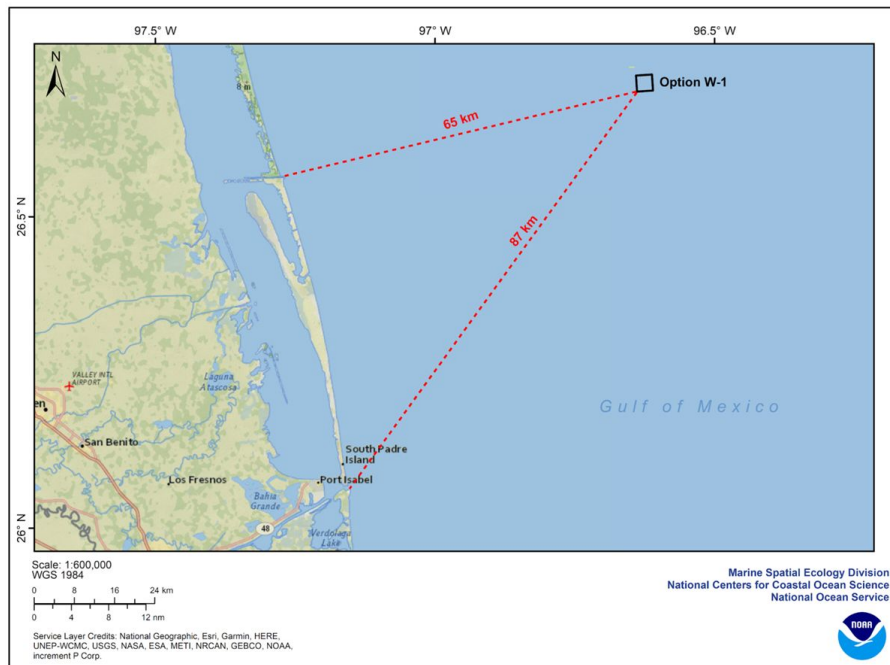 97.5° W
97° W
96.5° W
N
8 m
Option W-1
65 km
26.5° N
87 km
VALLEY INTL
AIRPORT
Laguna
Atascosa
en
Gulf of Mexico
San Benito
South Padre
Island
Los Fresnos
Port Isabel
Bahia
Grande
26° N
48
Verdolaga
Lake
Scale: 1:600,000
WGS 1984
0 8 16 24 km
0 4 8 12 nm
Marine Spatial Ecology Division
National Centers for Coastal Ocean Science
National Ocean Service
NOAA
Service Layer Credits: National Geographic, Esri, Garmin, HERE,
UNEP-WCMC, USGS, NASA, ESA, METI, NRCAN, GEBCO, NOAA,
increment P Corp.